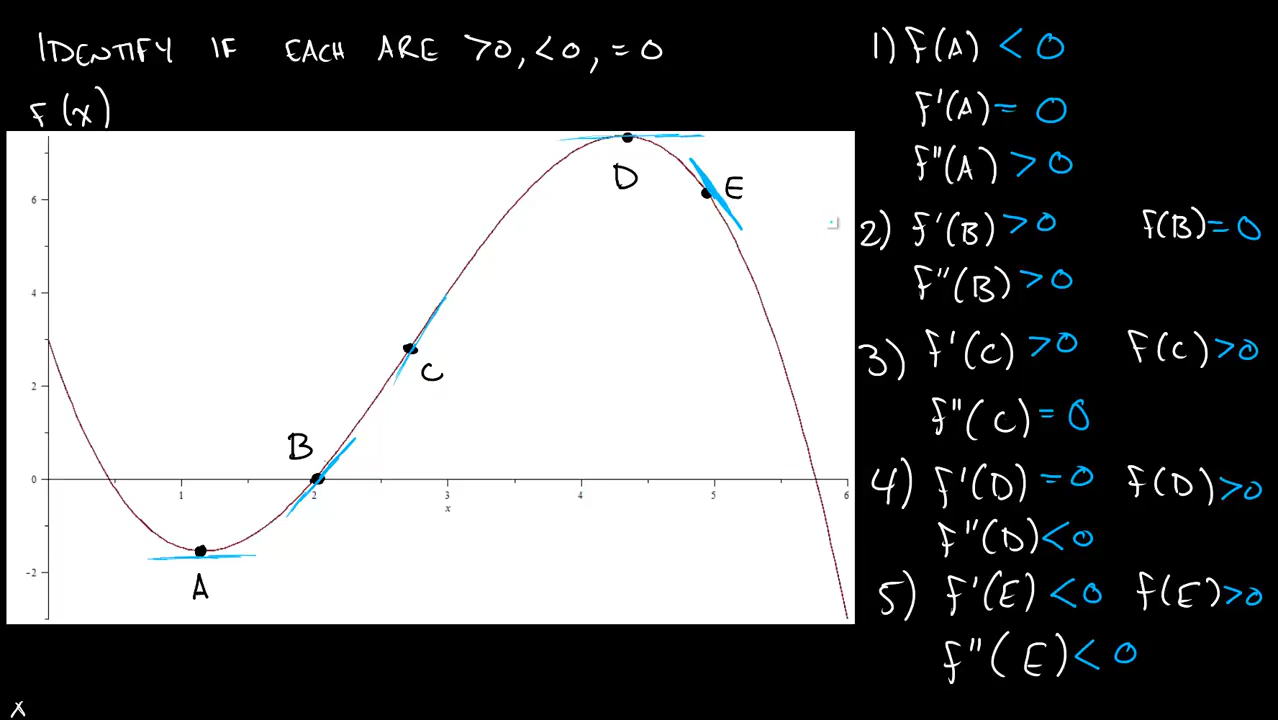 IDENTIFY IF EACH ARE >0, <0, =0
F(x)
6
4
2
0
-2
1
2
3
4
5
6
x
A
B
C
D
E
1) F(A) < 0
F'(A) = 0
F"(A) > 0
2) F'(B) > 0 F(B) = 0
F"(B) > 0
3) F'(C) > 0 F(C) > 0
F"(C) = 0
4) F'(D) = 0 F(D) > 0
F"(D) < 0
5) F'(E) < 0 F(E) > 0
F"(E) < 0
x